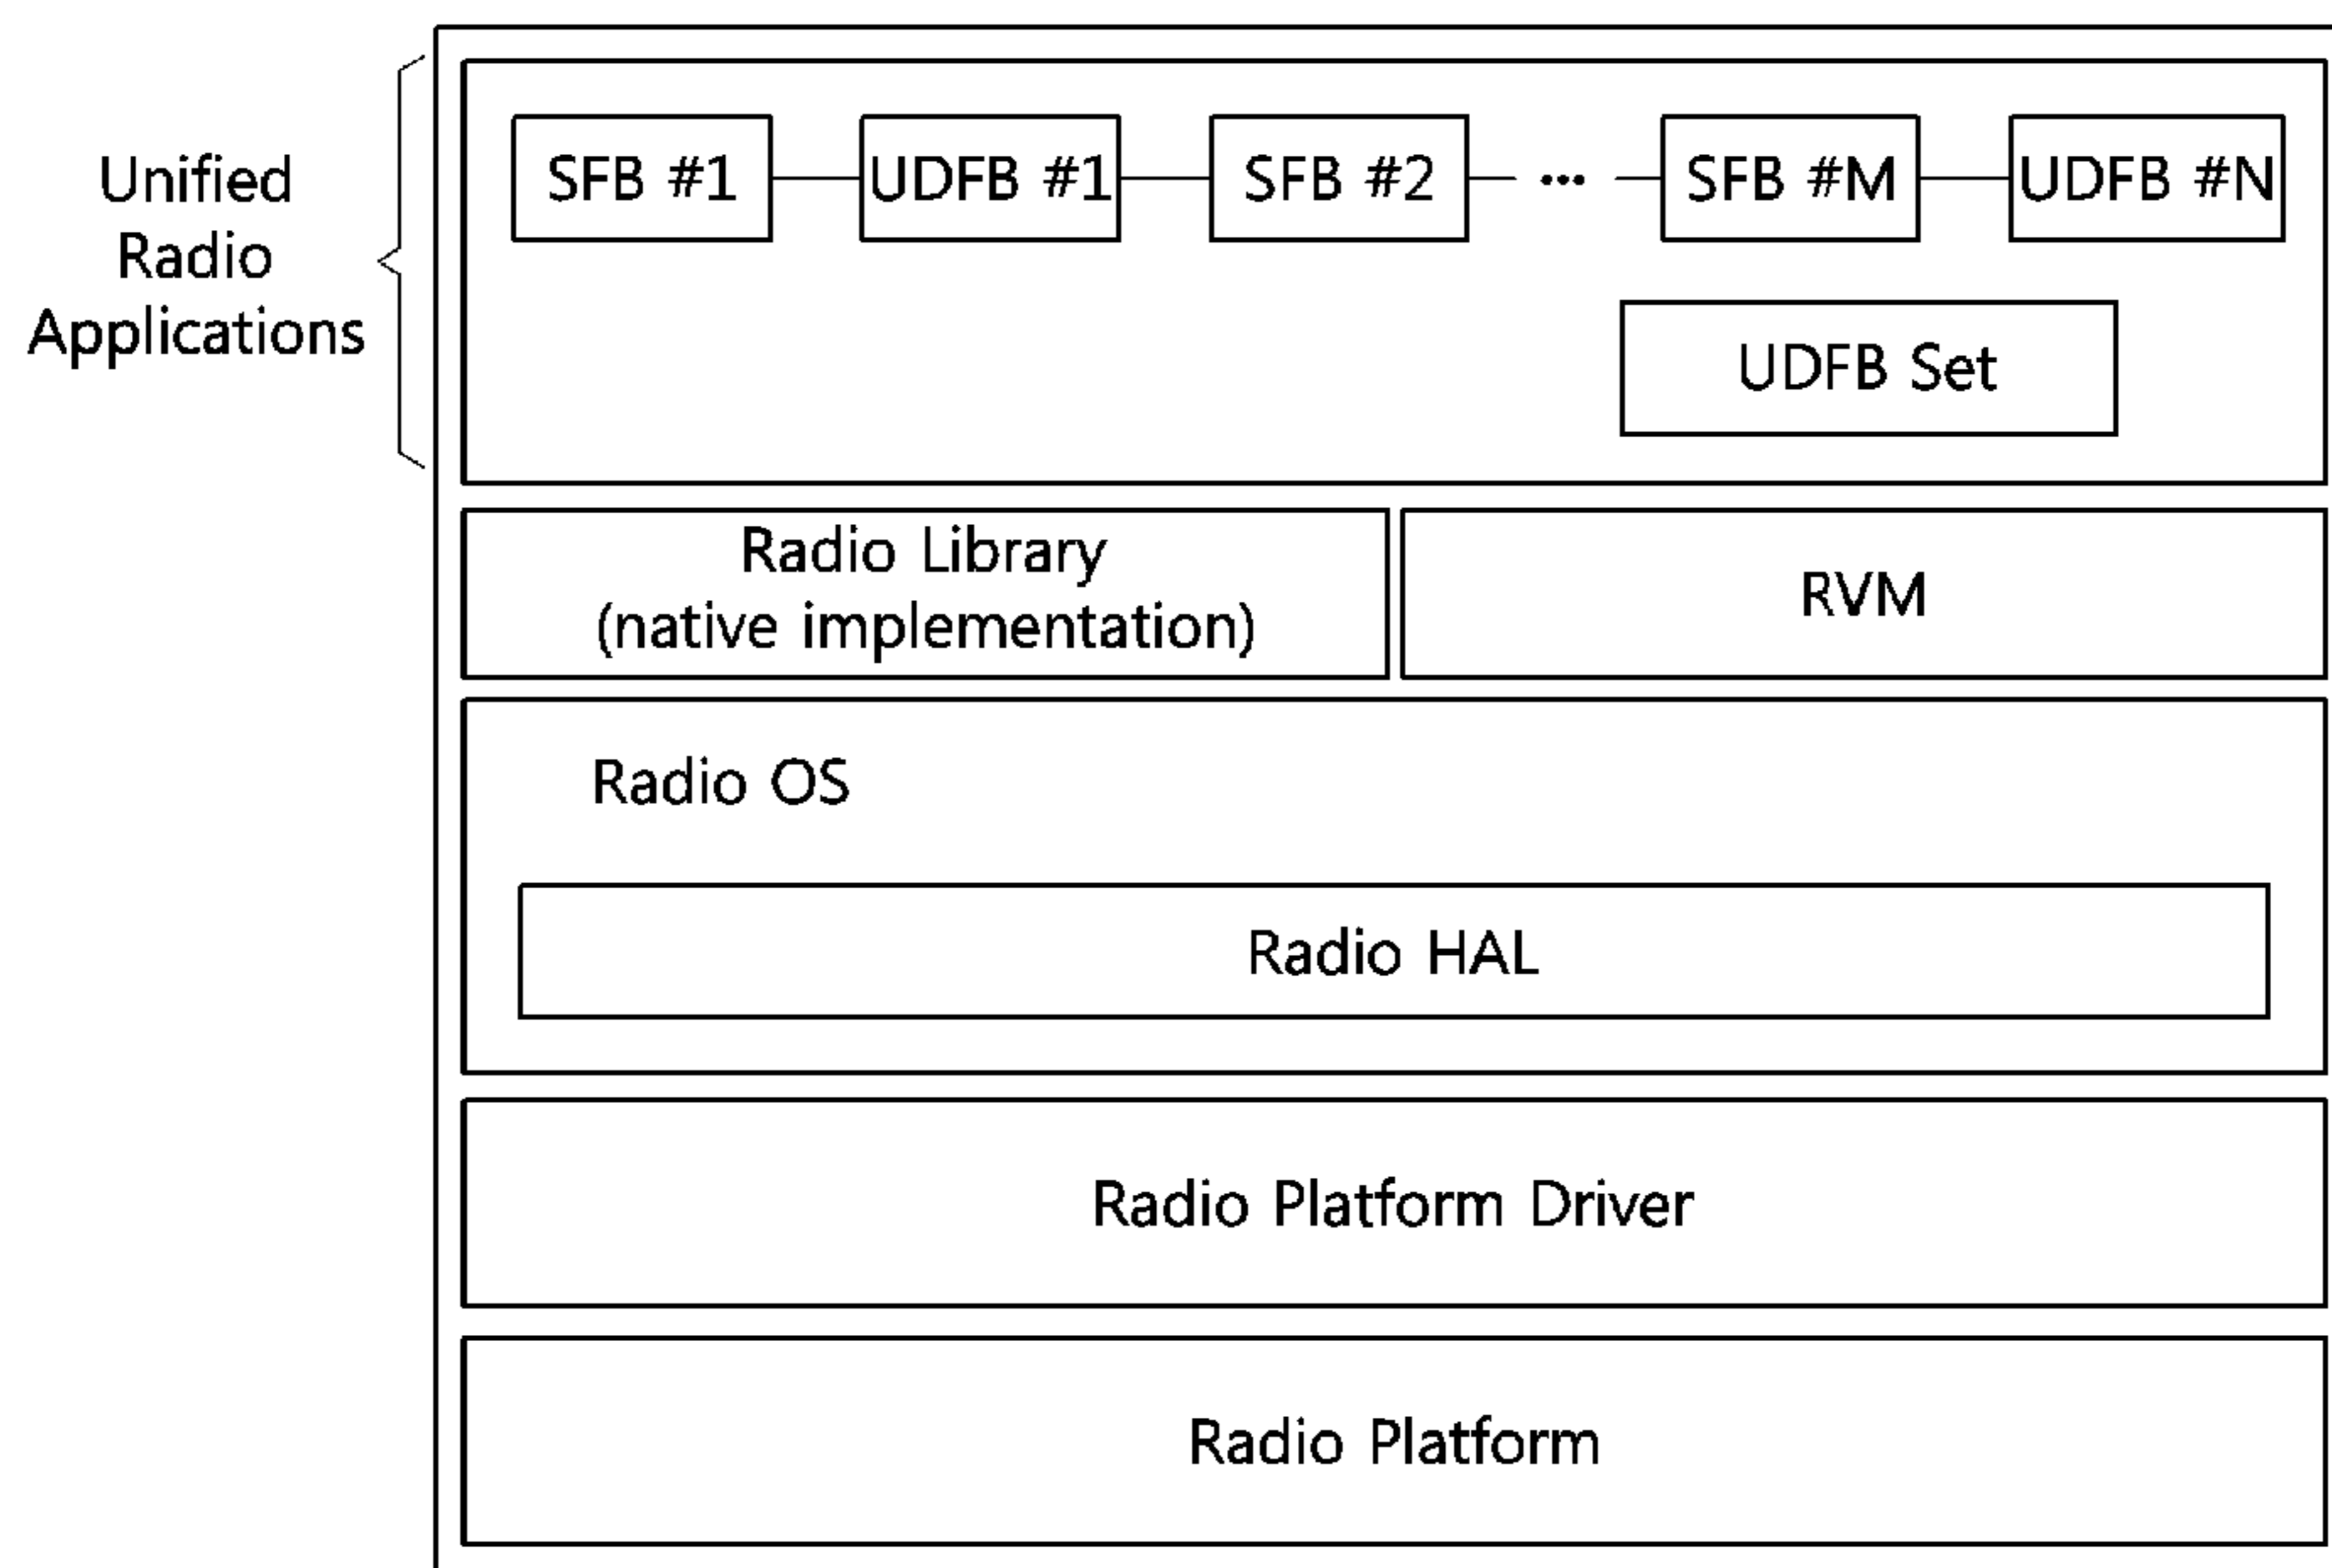 Unified
Radio
Applications
SFB #1
UDFB #1
SFB #2
...
SFB #M
UDFB #N
UDFB Set
Radio Library
(native implementation)
RVM
Radio OS
Radio HAL
Radio Platform Driver
Radio Platform